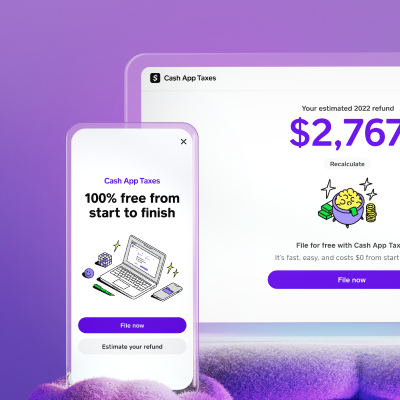 Cash App Taxes
Your estimated 2022 refund
$2,767
Recalculate
File for free with Cash App
It's fast, easy, and costs $0 from start
File now
Cash App Taxes
100% free from
start to finish
File now
Estimate your refund